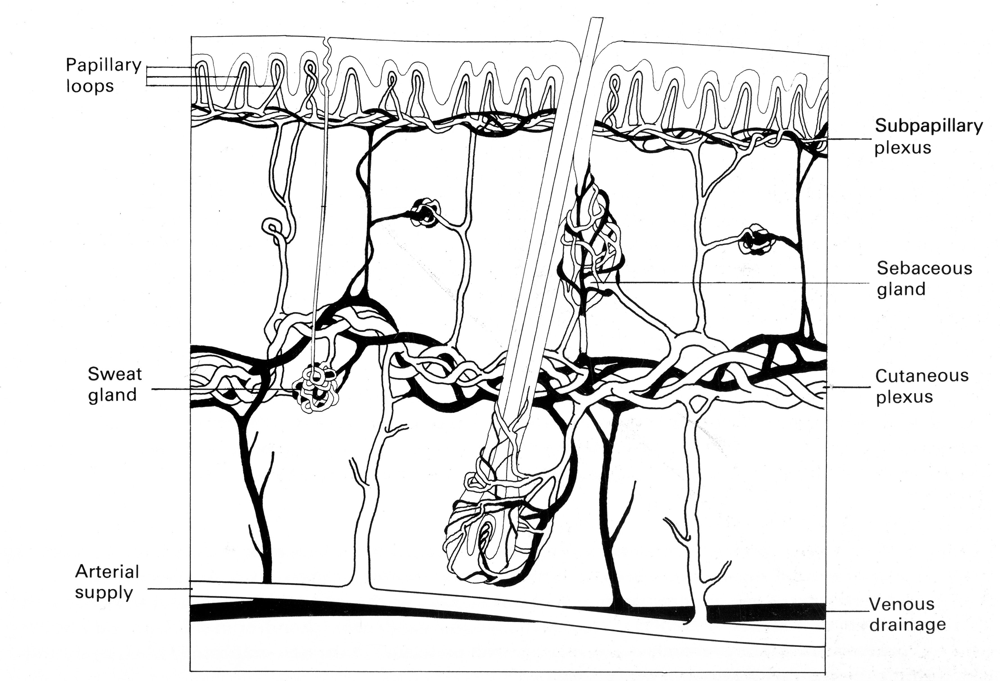 Papillary
loops
Subpapillary
plexus
Sebaceous
gland
Sweat
gland
Cutaneous
plexus
Arterial
supply
Venous
drainage